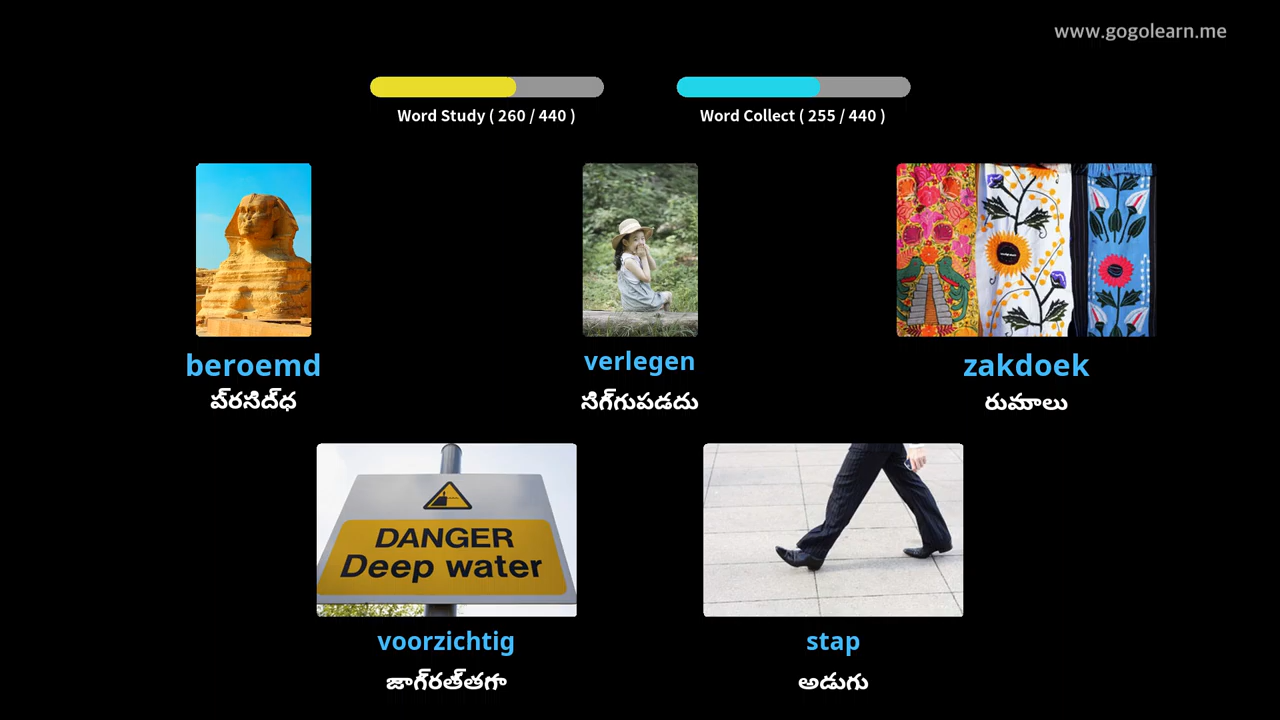 www.gogolearn.me
Word Study ( 260 / 440 )
Word Collect ( 255 / 440 )
beroemd
ప్రసిద్ధ
verlegen
సిగ్గుపడదు
zakdoek
రుమాలు
DANGER
Deep water
voorzichtig
జాగ్రత్తగా
stap
అడుగు